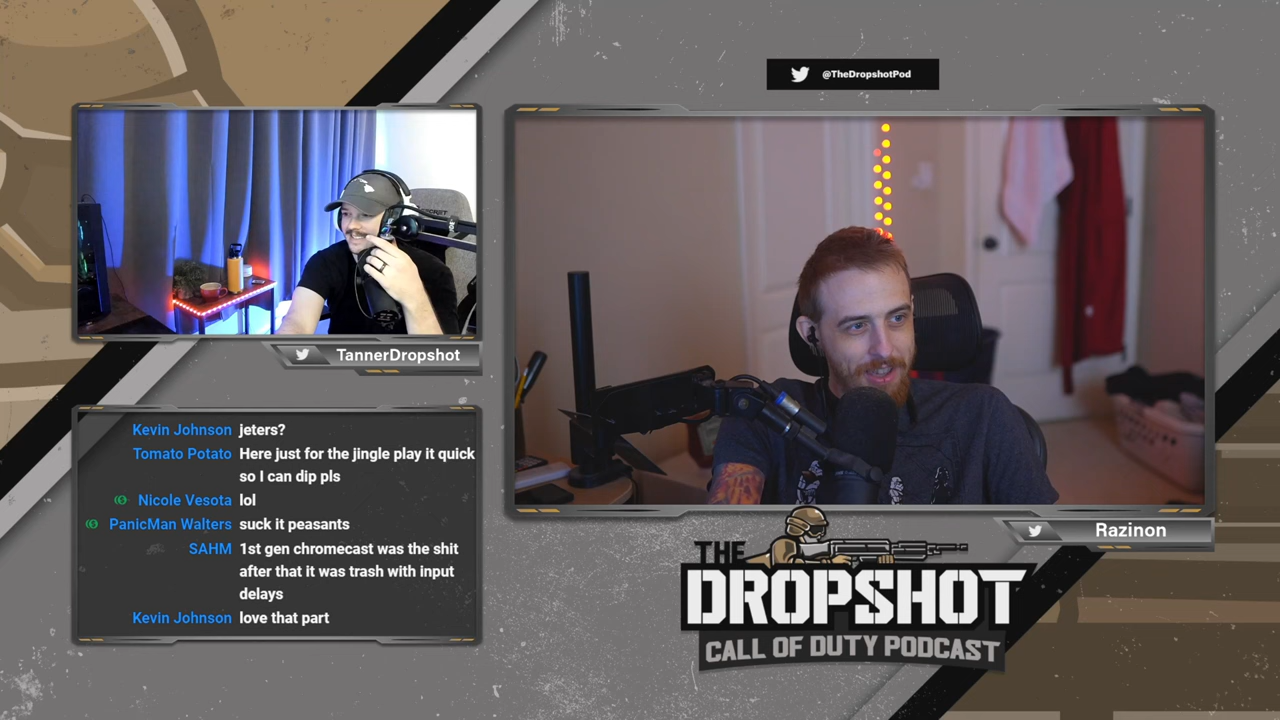 @TheDropshotPod
TannerDropshot
Kevin Johnson jeters?
Tomato Potato Here just for the jingle play it quick
so I can dip pls
Nicole Vesota lol
PanicMan Walters suck it peasants
SAHM 1st gen chromecast was the shit
after that it was trash with input
delays
Kevin Johnson love that part
Razinon
THE
DROPSHOT
CALL OF DUTY PODCAST